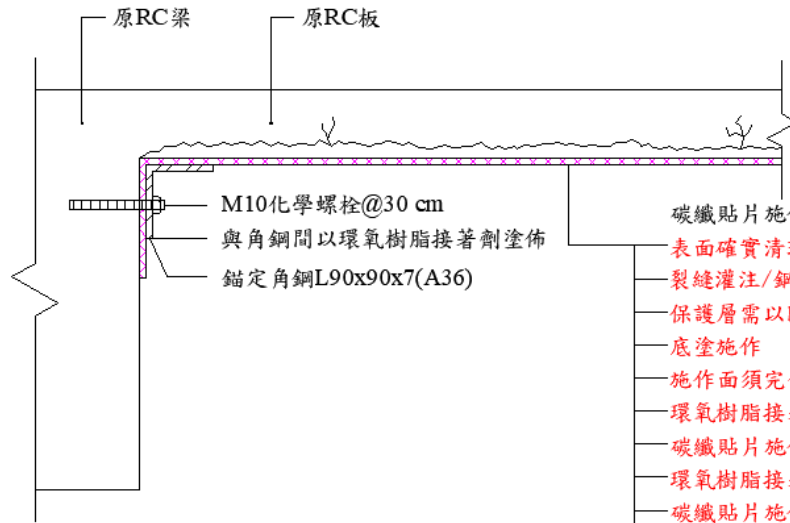 原RC梁
原RC板
M10化學螺栓@30 cm
與角鋼間以環氧樹脂接著劑塗佈
錨定角鋼L90x90x7(A36)
碳纖貼片施
表面確實清
裂縫灌注/鋼
保護層需以
底塗施作
施作面須完
環氧樹脂接
碳纖貼片施
環氧樹脂接
碳纖貼片施